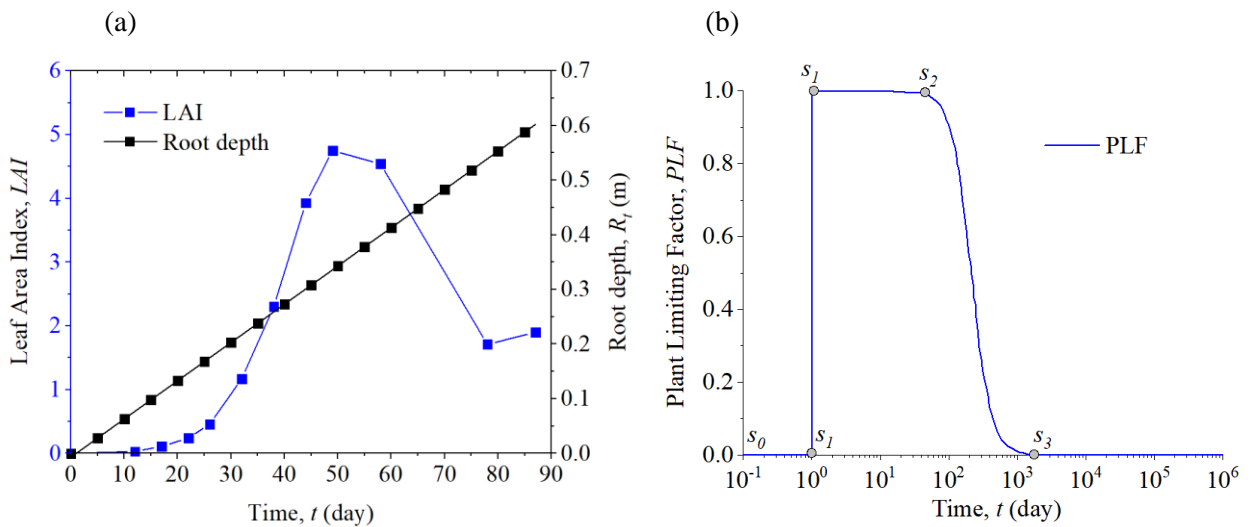 (a)
6
5
4
3
2
1
0
Leaf Area Index, LAI
LAI
Root depth
0.7
0.6
0.5
0.4
0.3
0.2
0.1
0.0
Root depth, Rt (m)
0 10 20 30 40 50 60 70 80 90
Time, t (day)
(b)
s1
s2
1.0
0.8
0.6
0.4
0.2
0.0
Plant Limiting Factor, PLF
PLF
s0
s1
s3
10-1 100 101 102 103 104 105 106
Time, t (day)